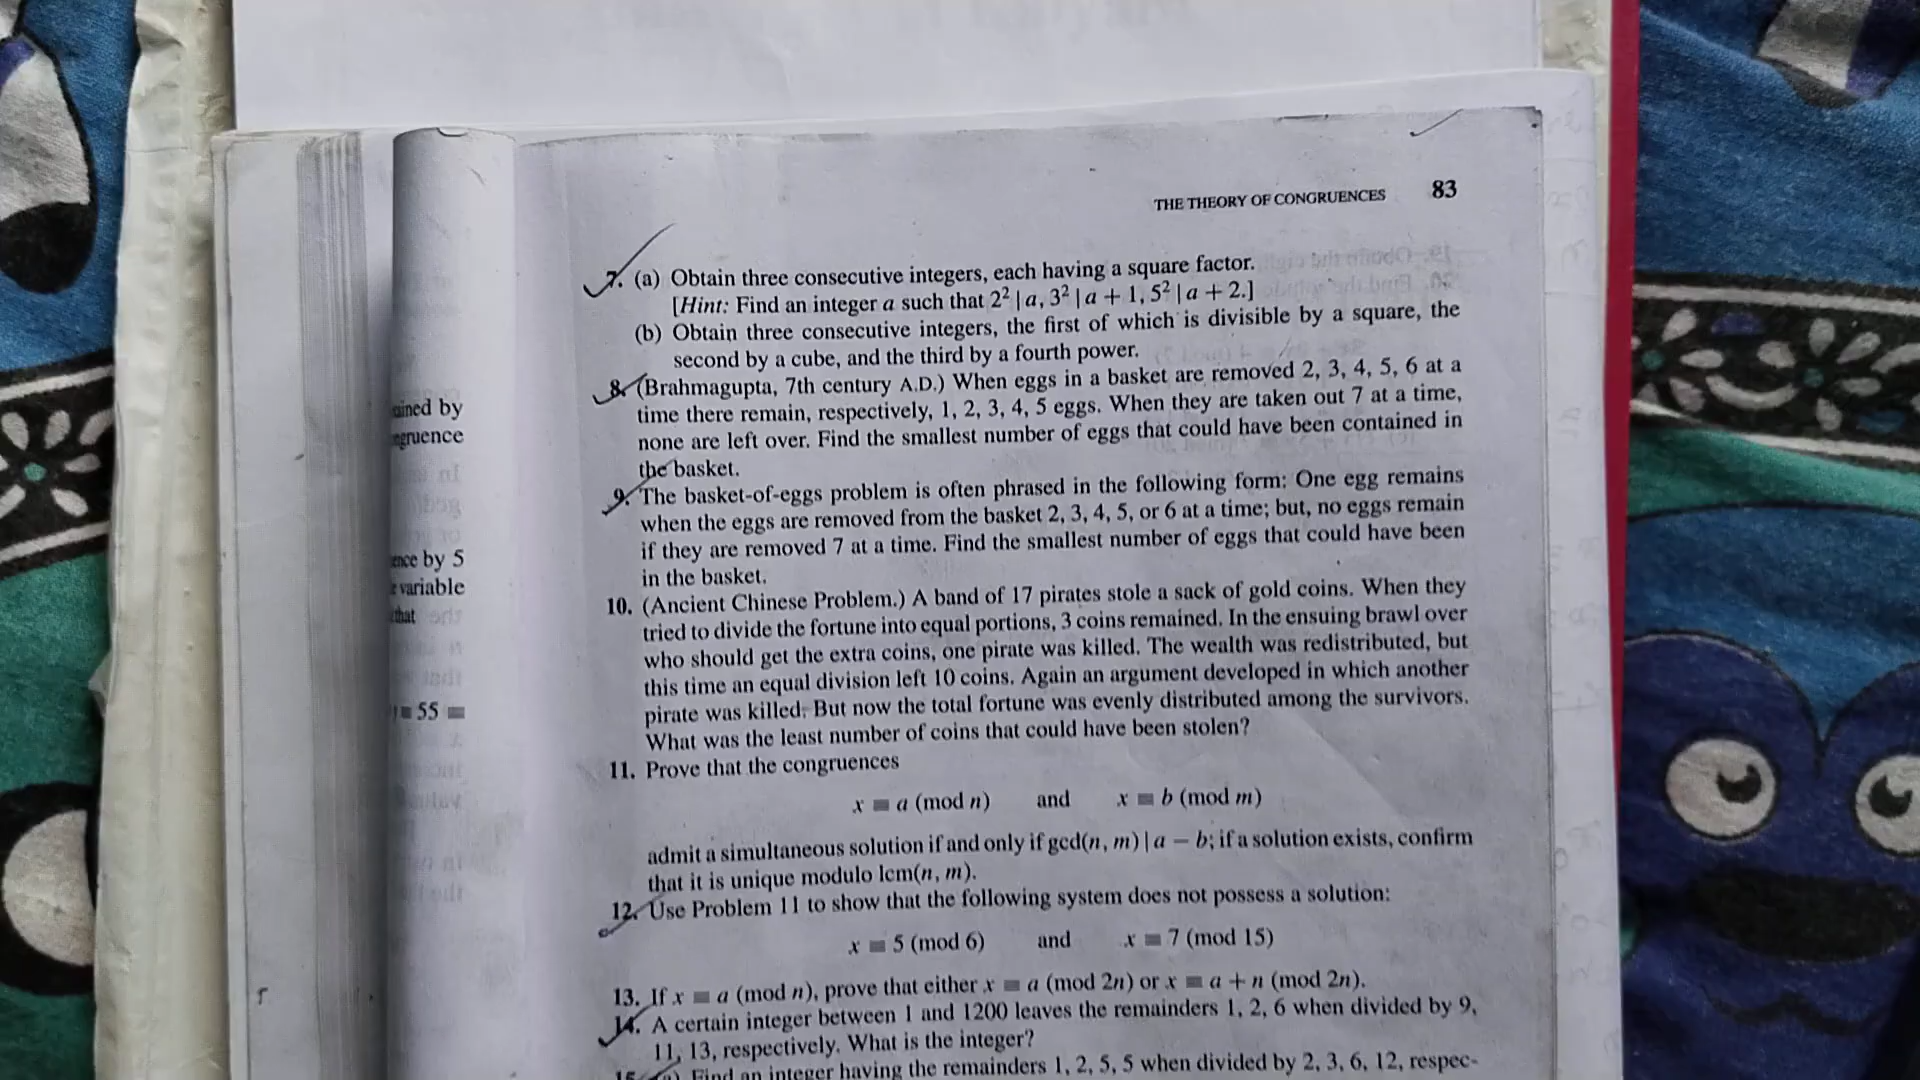 THE THEORY OF CONGRUENCES 83
7. (a) Obtain three consecutive integers, each having a square factor.
[Hint: Find an integer a such that 2² | a, 3² | a + 1, 5² | a + 2.]
(b) Obtain three consecutive integers, the first of which is divisible by a square, the
second by a cube, and the third by a fourth power.
8. (Brahmagupta, 7th century A.D.) When eggs in a basket are removed 2, 3, 4, 5, 6 at a
time there remain, respectively, 1, 2, 3, 4, 5 eggs. When they are taken out 7 at a time,
none are left over. Find the smallest number of eggs that could have been contained in
the basket.
9. The basket-of-eggs problem is often phrased in the following form: One egg remains
when the eggs are removed from the basket 2, 3, 4, 5, or 6 at a time; but, no eggs remain
if they are removed 7 at a time. Find the smallest number of eggs that could have been
in the basket.
10. (Ancient Chinese Problem.) A band of 17 pirates stole a sack of gold coins. When they
tried to divide the fortune into equal portions, 3 coins remained. In the ensuing brawl over
who should get the extra coins, one pirate was killed. The wealth was redistributed, but
this time an equal division left 10 coins. Again an argument developed in which another
pirate was killed. But now the total fortune was evenly distributed among the survivors.
What was the least number of coins that could have been stolen?
11. Prove that the congruences
x ≡ a (mod n) and x ≡ b (mod m)
admit a simultaneous solution if and only if gcd(n, m) | a − b; if a solution exists, confirm
that it is unique modulo lcm(n, m).
12. Use Problem 11 to show that the following system does not possess a solution:
x ≡ 5 (mod 6) and x ≡ 7 (mod 15)
13. If x ≡ a (mod n), prove that either x ≡ a (mod 2n) or x ≡ a + n (mod 2n).
14. A certain integer between 1 and 1200 leaves the remainders 1, 2, 6 when divided by 9,
11, 13, respectively. What is the integer?
15. (a) Find an integer having the remainders 1, 2, 5, 5 when divided by 2, 3, 6, 12, respec-
by
by 5
variable
that
≡ 55 ≡